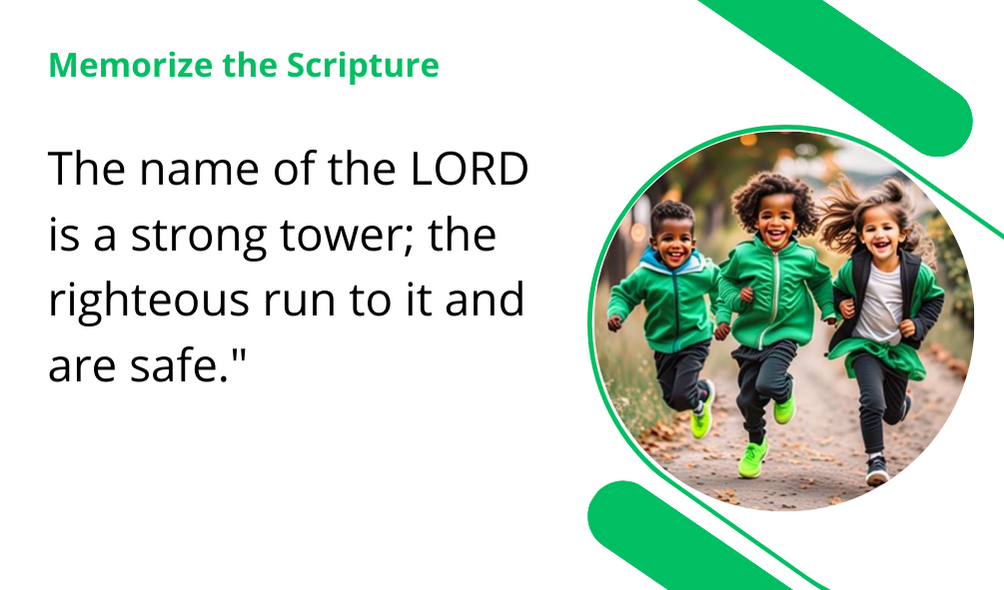 Memorize the Scripture
The name of the LORD
is a strong tower; the
righteous run to it and
are safe."